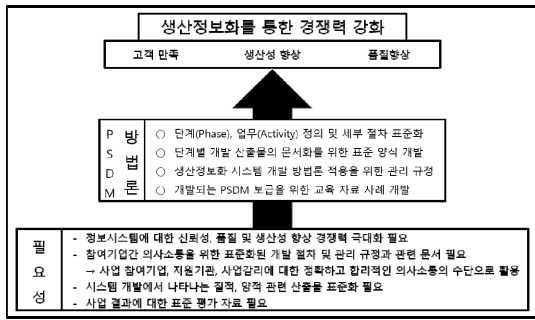 생산정보화를 통한 경쟁력 강화
고객 만족 생산성 향상 품질향상
PSDM
방법론
○ 단계(Phase), 업무(Activity) 정의 및 세부 절차 표준화
○ 단계별 개발 산출물의 문서화를 위한 표준 양식 개발
○ 생산정보화 시스템 개발 방법론 적용을 위한 관리 규정
○ 개발되는 PSDM 보급을 위한 교육 자료 사례 개발
필요성
- 정보시스템에 대한 신뢰성, 품질 및 생산성 향상 경쟁력 극대화 필요
- 참여기업간 의사소통을 위한 표준화된 개발 절차 및 관리 규정과 관련 문서 필요
→ 사업 참여기업, 지원기관, 사업감리에 대한 정확하고 합리적인 의사소통의 수단으로 활용
- 시스템 개발에서 나타나는 질적, 양적 관련 산출물 표준화 필요
- 사업 결과에 대한 표준 평가 자료 필요